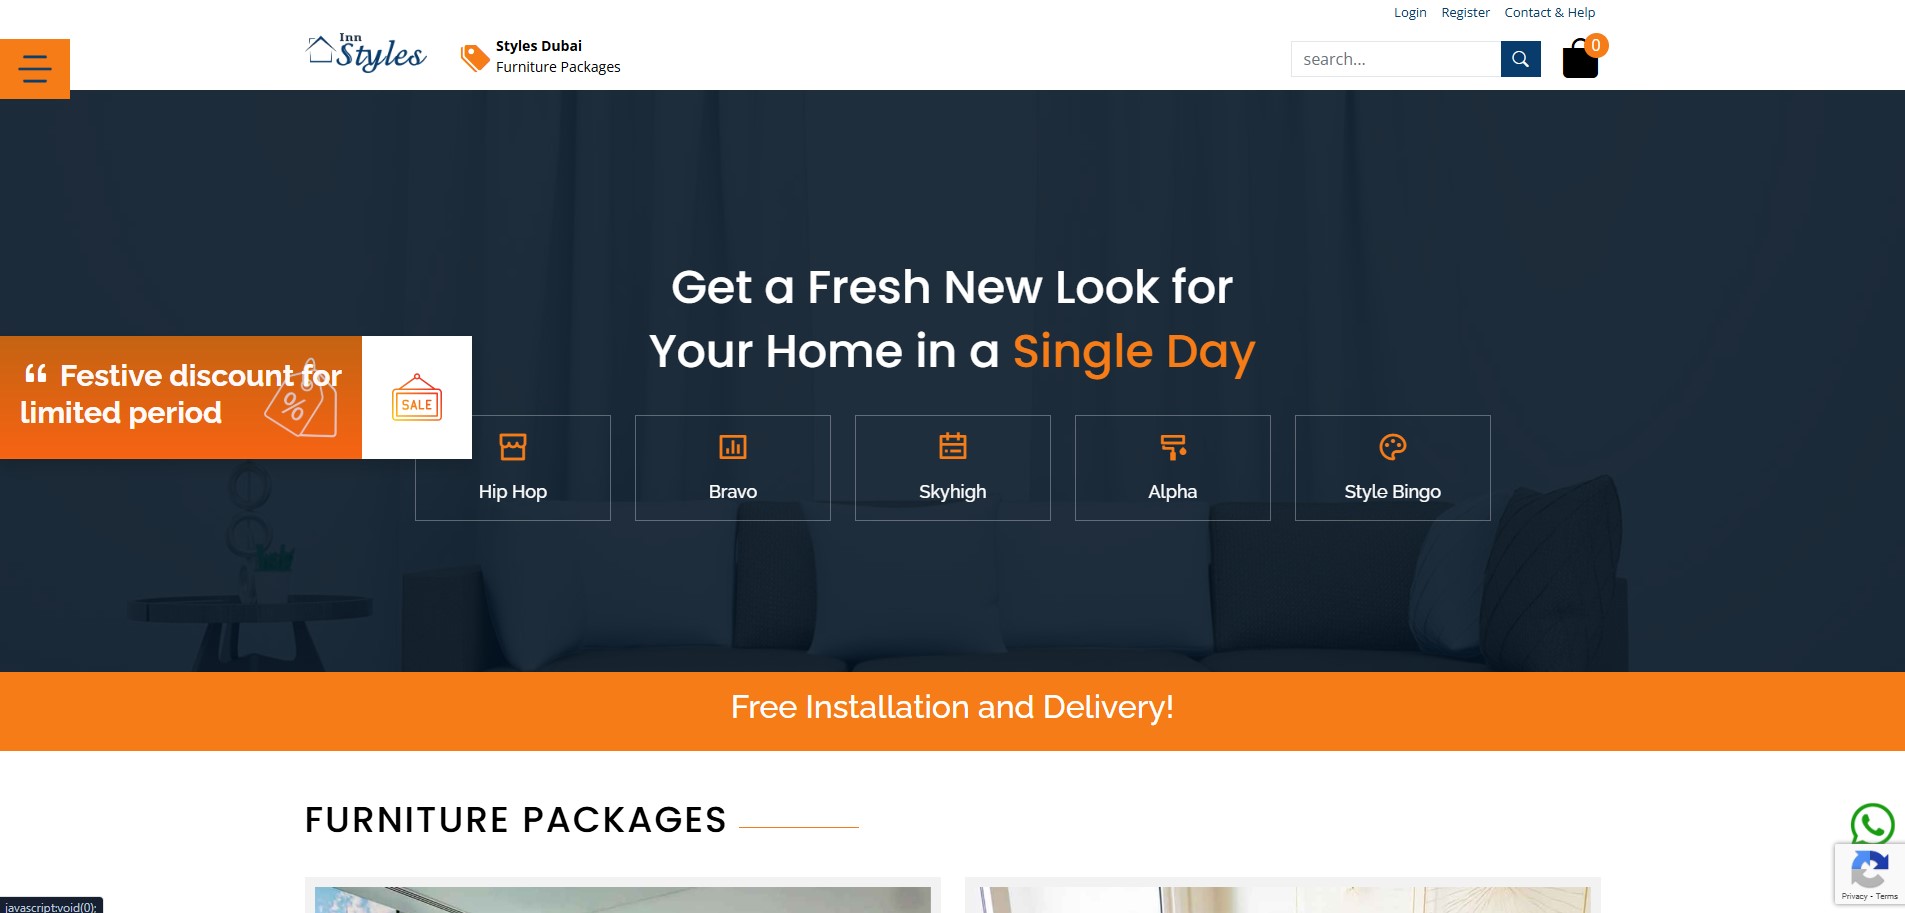 Login Register Contact & Help
Inn
Styles
Styles Dubai
Furniture Packages
search...
0
Get a Fresh New Look for
Your Home in a Single Day
“ Festive discount for
limited period
%
SALE
Hip Hop
Bravo
Skyhigh
Alpha
Style Bingo
Free Installation and Delivery!
FURNITURE PACKAGES
Privacy - Terms
javascript:void(0);